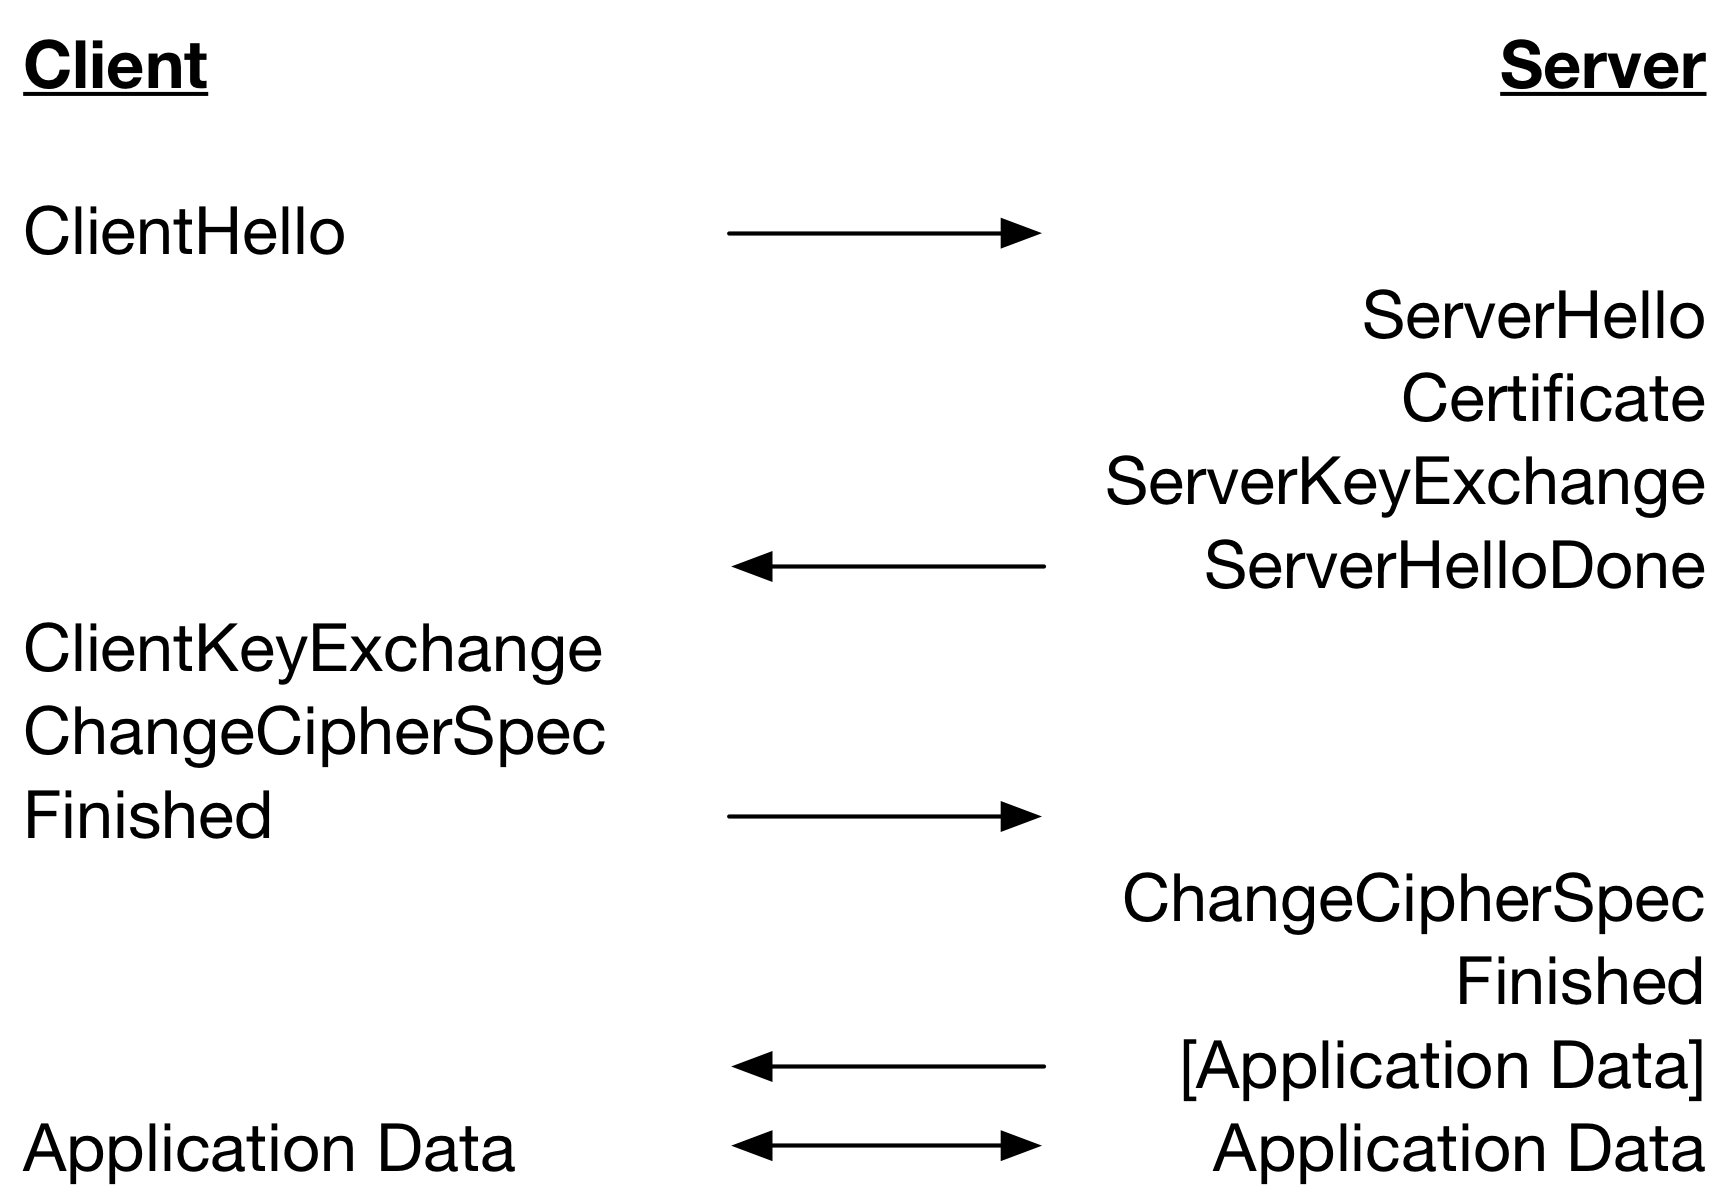 Client Server
ClientHello
ServerHello
Certificate
ServerKeyExchange
ServerHelloDone
ClientKeyExchange
ChangeCipherSpec
Finished
ChangeCipherSpec
Finished
[Application Data]
Application Data Application Data